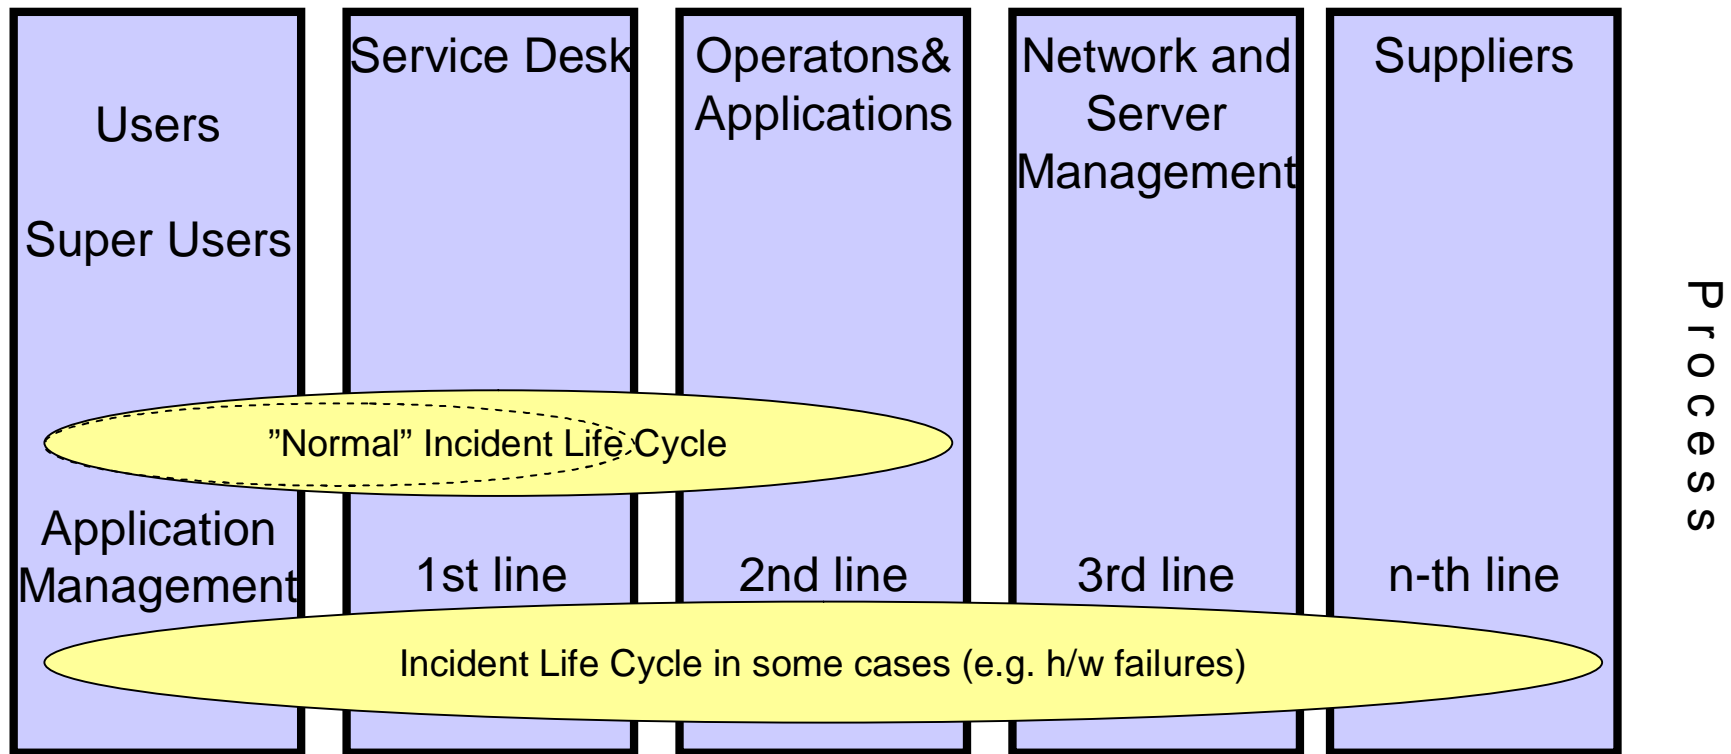 Users
Super Users
Application
Management
Service Desk
1st line
Operatons&
Applications
2nd line
Network and
Server
Management
3rd line
Suppliers
n-th line
”Normal” Incident Life Cycle
Incident Life Cycle in some cases (e.g. h/w failures)
Process